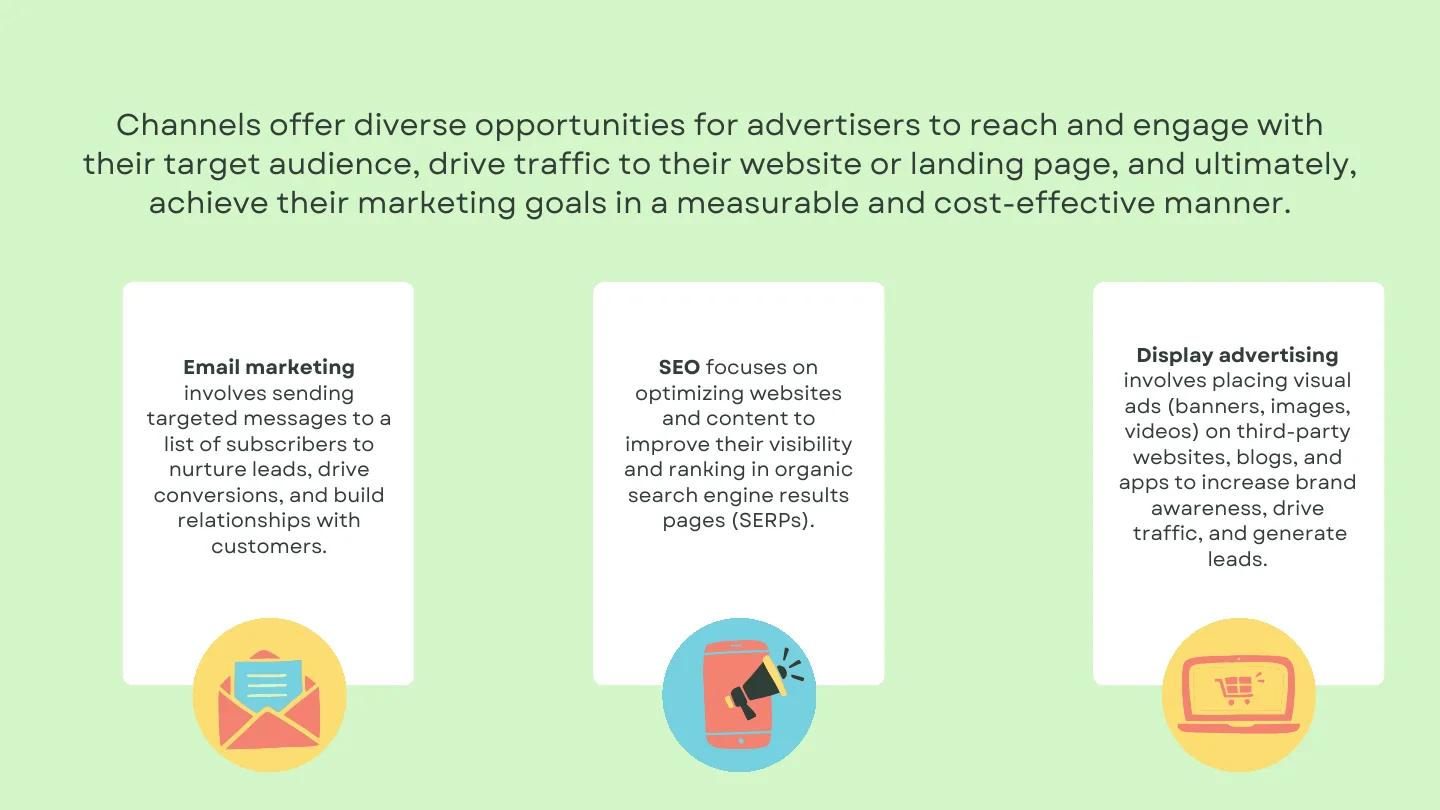 Channels offer diverse opportunities for advertisers to reach and engage with
their target audience, drive traffic to their website or landing page, and ultimately,
achieve their marketing goals in a measurable and cost-effective manner.
Email marketing
involves sending
targeted messages to a
list of subscribers to
nurture leads, drive
conversions, and build
relationships with
customers.
SEO focuses on
optimizing websites
and content to
improve their visibility
and ranking in organic
search engine results
pages (SERPs).
Display advertising
involves placing visual
ads (banners, images,
videos) on third-party
websites, blogs, and
apps to increase brand
awareness, drive
traffic, and generate
leads.